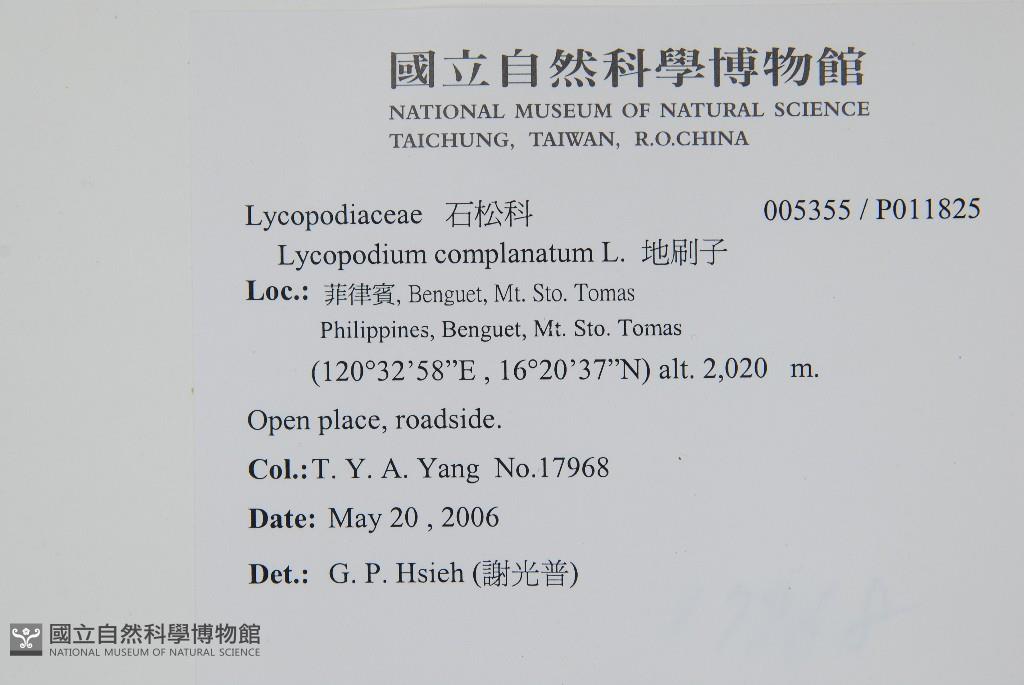 國立自然科學博物館
NATIONAL MUSEUM OF NATURAL SCIENCE
TAICHUNG, TAIWAN, R.O.CHINA
Lycopodiaceae 石松科 005355 / P011825
Lycopodium complanatum L. 地刷子
Loc.: 菲律賓, Benguet, Mt. Sto. Tomas
Philippines, Benguet, Mt. Sto. Tomas
(120°32’58”E , 16°20’37”N) alt. 2,020 m.
Open place, roadside.
Col.: T. Y. A. Yang No.17968
Date: May 20 , 2006
Det.: G. P. Hsieh (謝光普)
國立自然科學博物館
NATIONAL MUSEUM OF NATURAL SCIENCE